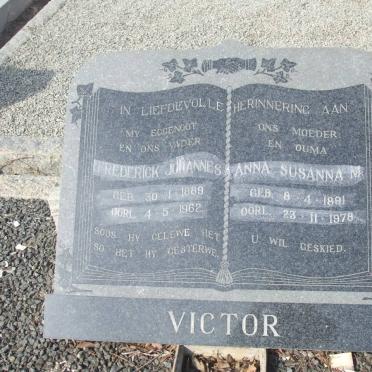 IN LIEFDEVOLLE HERINNERING AAN
MY EGGENOOT
EN ONS VADER
FREDERICK JOHANNES
GEB. 30-1-1889
OORL. 4-5-1962
SOOS HY GELEWE HET
SO HET HY GESTERWE.
ONS MOEDER
EN OUMA
ANNA SUSANNA M.
GEB. 8-4-1891
OORL. 23-11-1978
U WIL GESKIED.
VICTOR